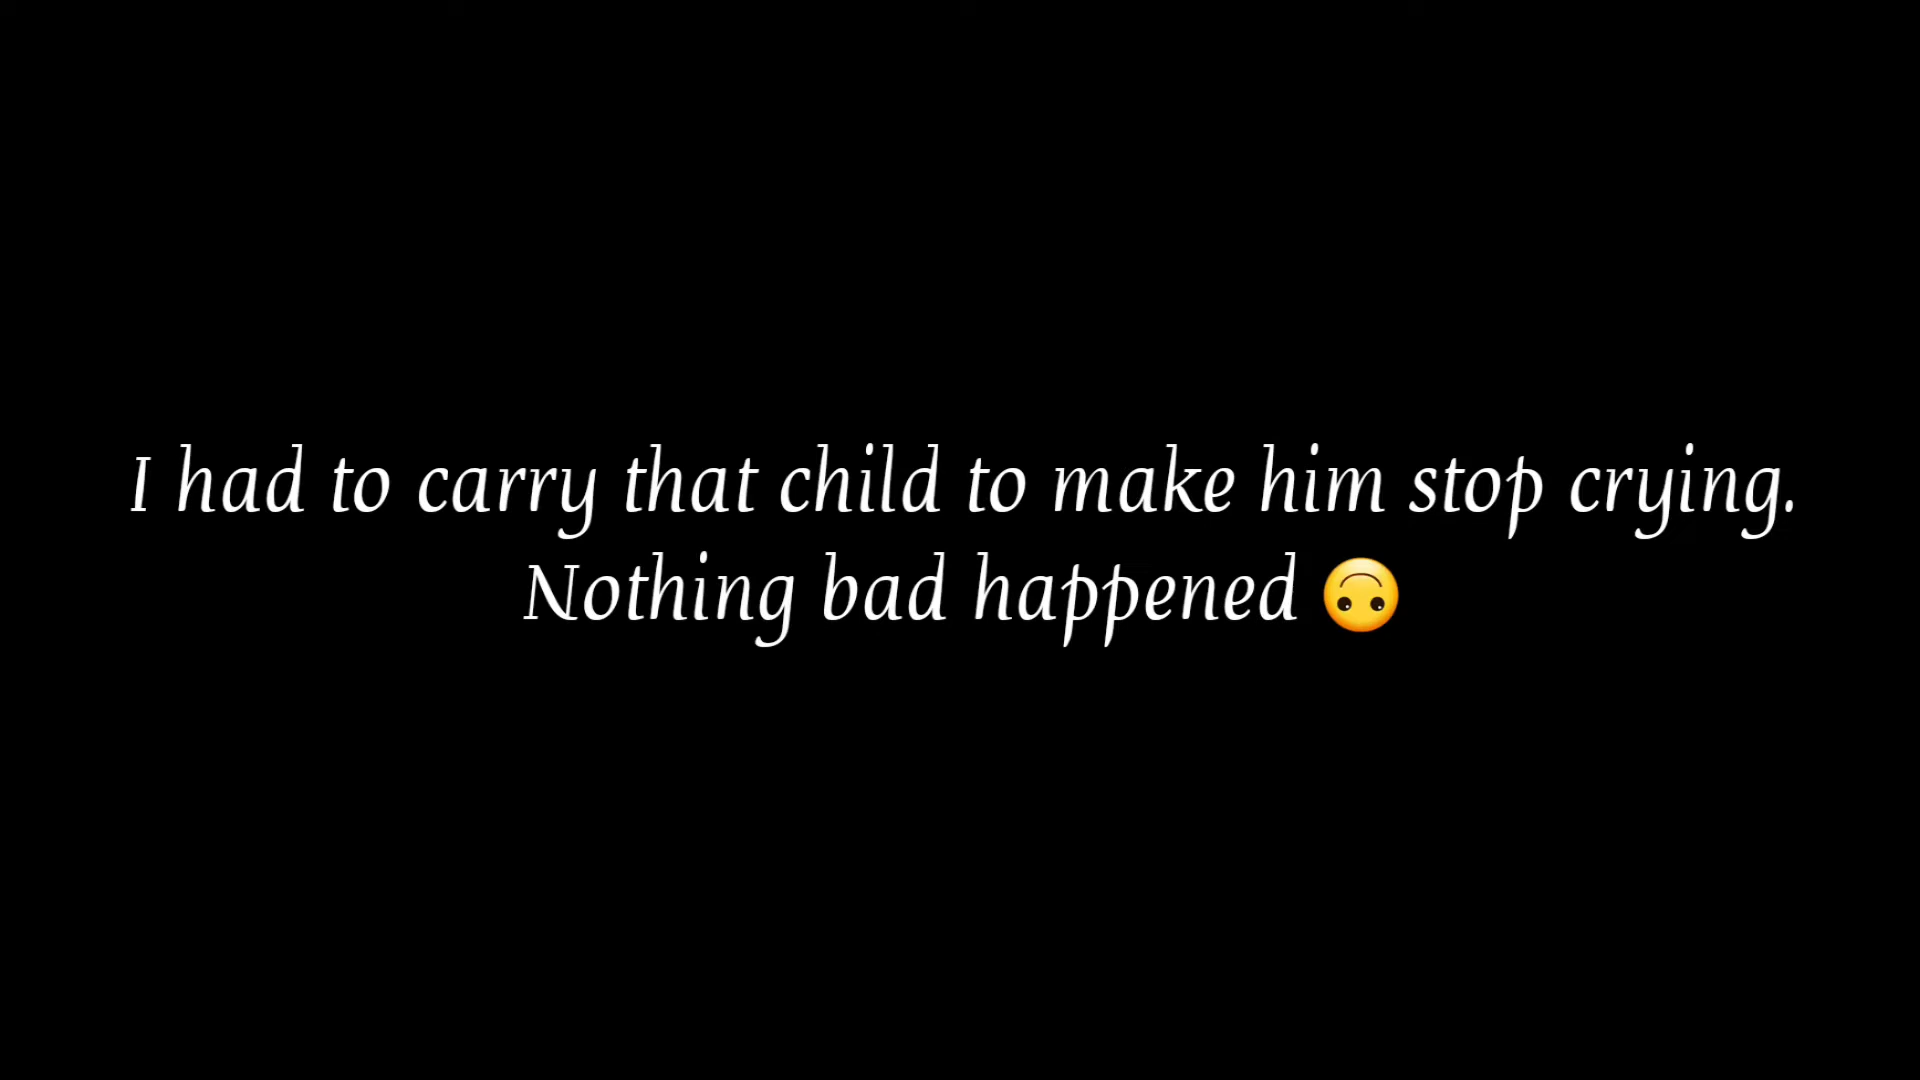 I had to carry that child to make him stop crying.
Nothing bad happened 🙃